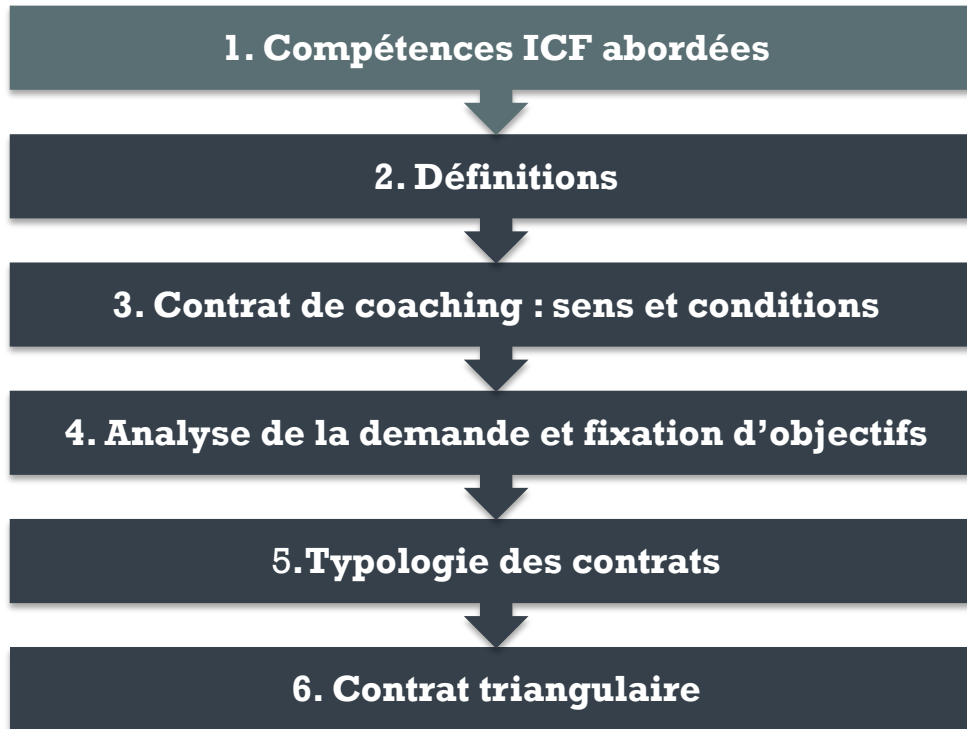 1. Compétences ICF abordées
2. Définitions
3. Contrat de coaching : sens et conditions
4. Analyse de la demande et fixation d’objectifs
5.Typologie des contrats
6. Contrat triangulaire